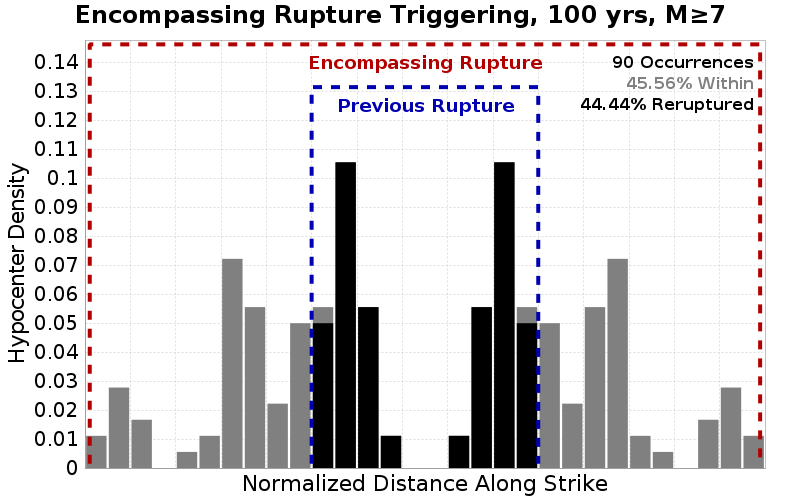 Encompassing Rupture Triggering, 100 yrs, M≥7
Encompassing Rupture
90 Occurrences
45.56% Within
44.44% Reruptured
Previous Rupture
Hypocenter Density
0.14
0.13
0.12
0.11
0.1
0.09
0.08
0.07
0.06
0.05
0.04
0.03
0.02
0.01
0
Normalized Distance Along Strike